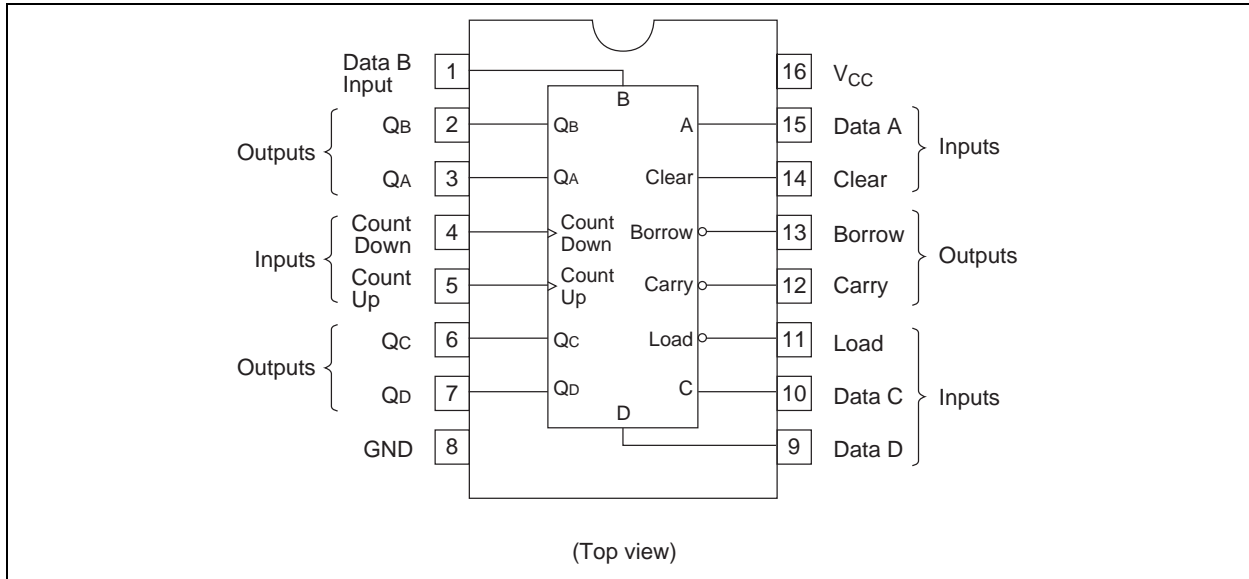 Data B
Input
1
16
VCC
B
QB
2
QB
A
15
Data A
Outputs
Inputs
QA
3
QA
Clear
14
Clear
Count
Down
4
Count
Down
Borrow
13
Borrow
Inputs
Outputs
Count
Up
5
Count
Up
Carry
12
Carry
QC
6
QC
Load
11
Load
Outputs
QD
7
QD
C
10
Data C
Inputs
D
GND
8
9
Data D
(Top view)